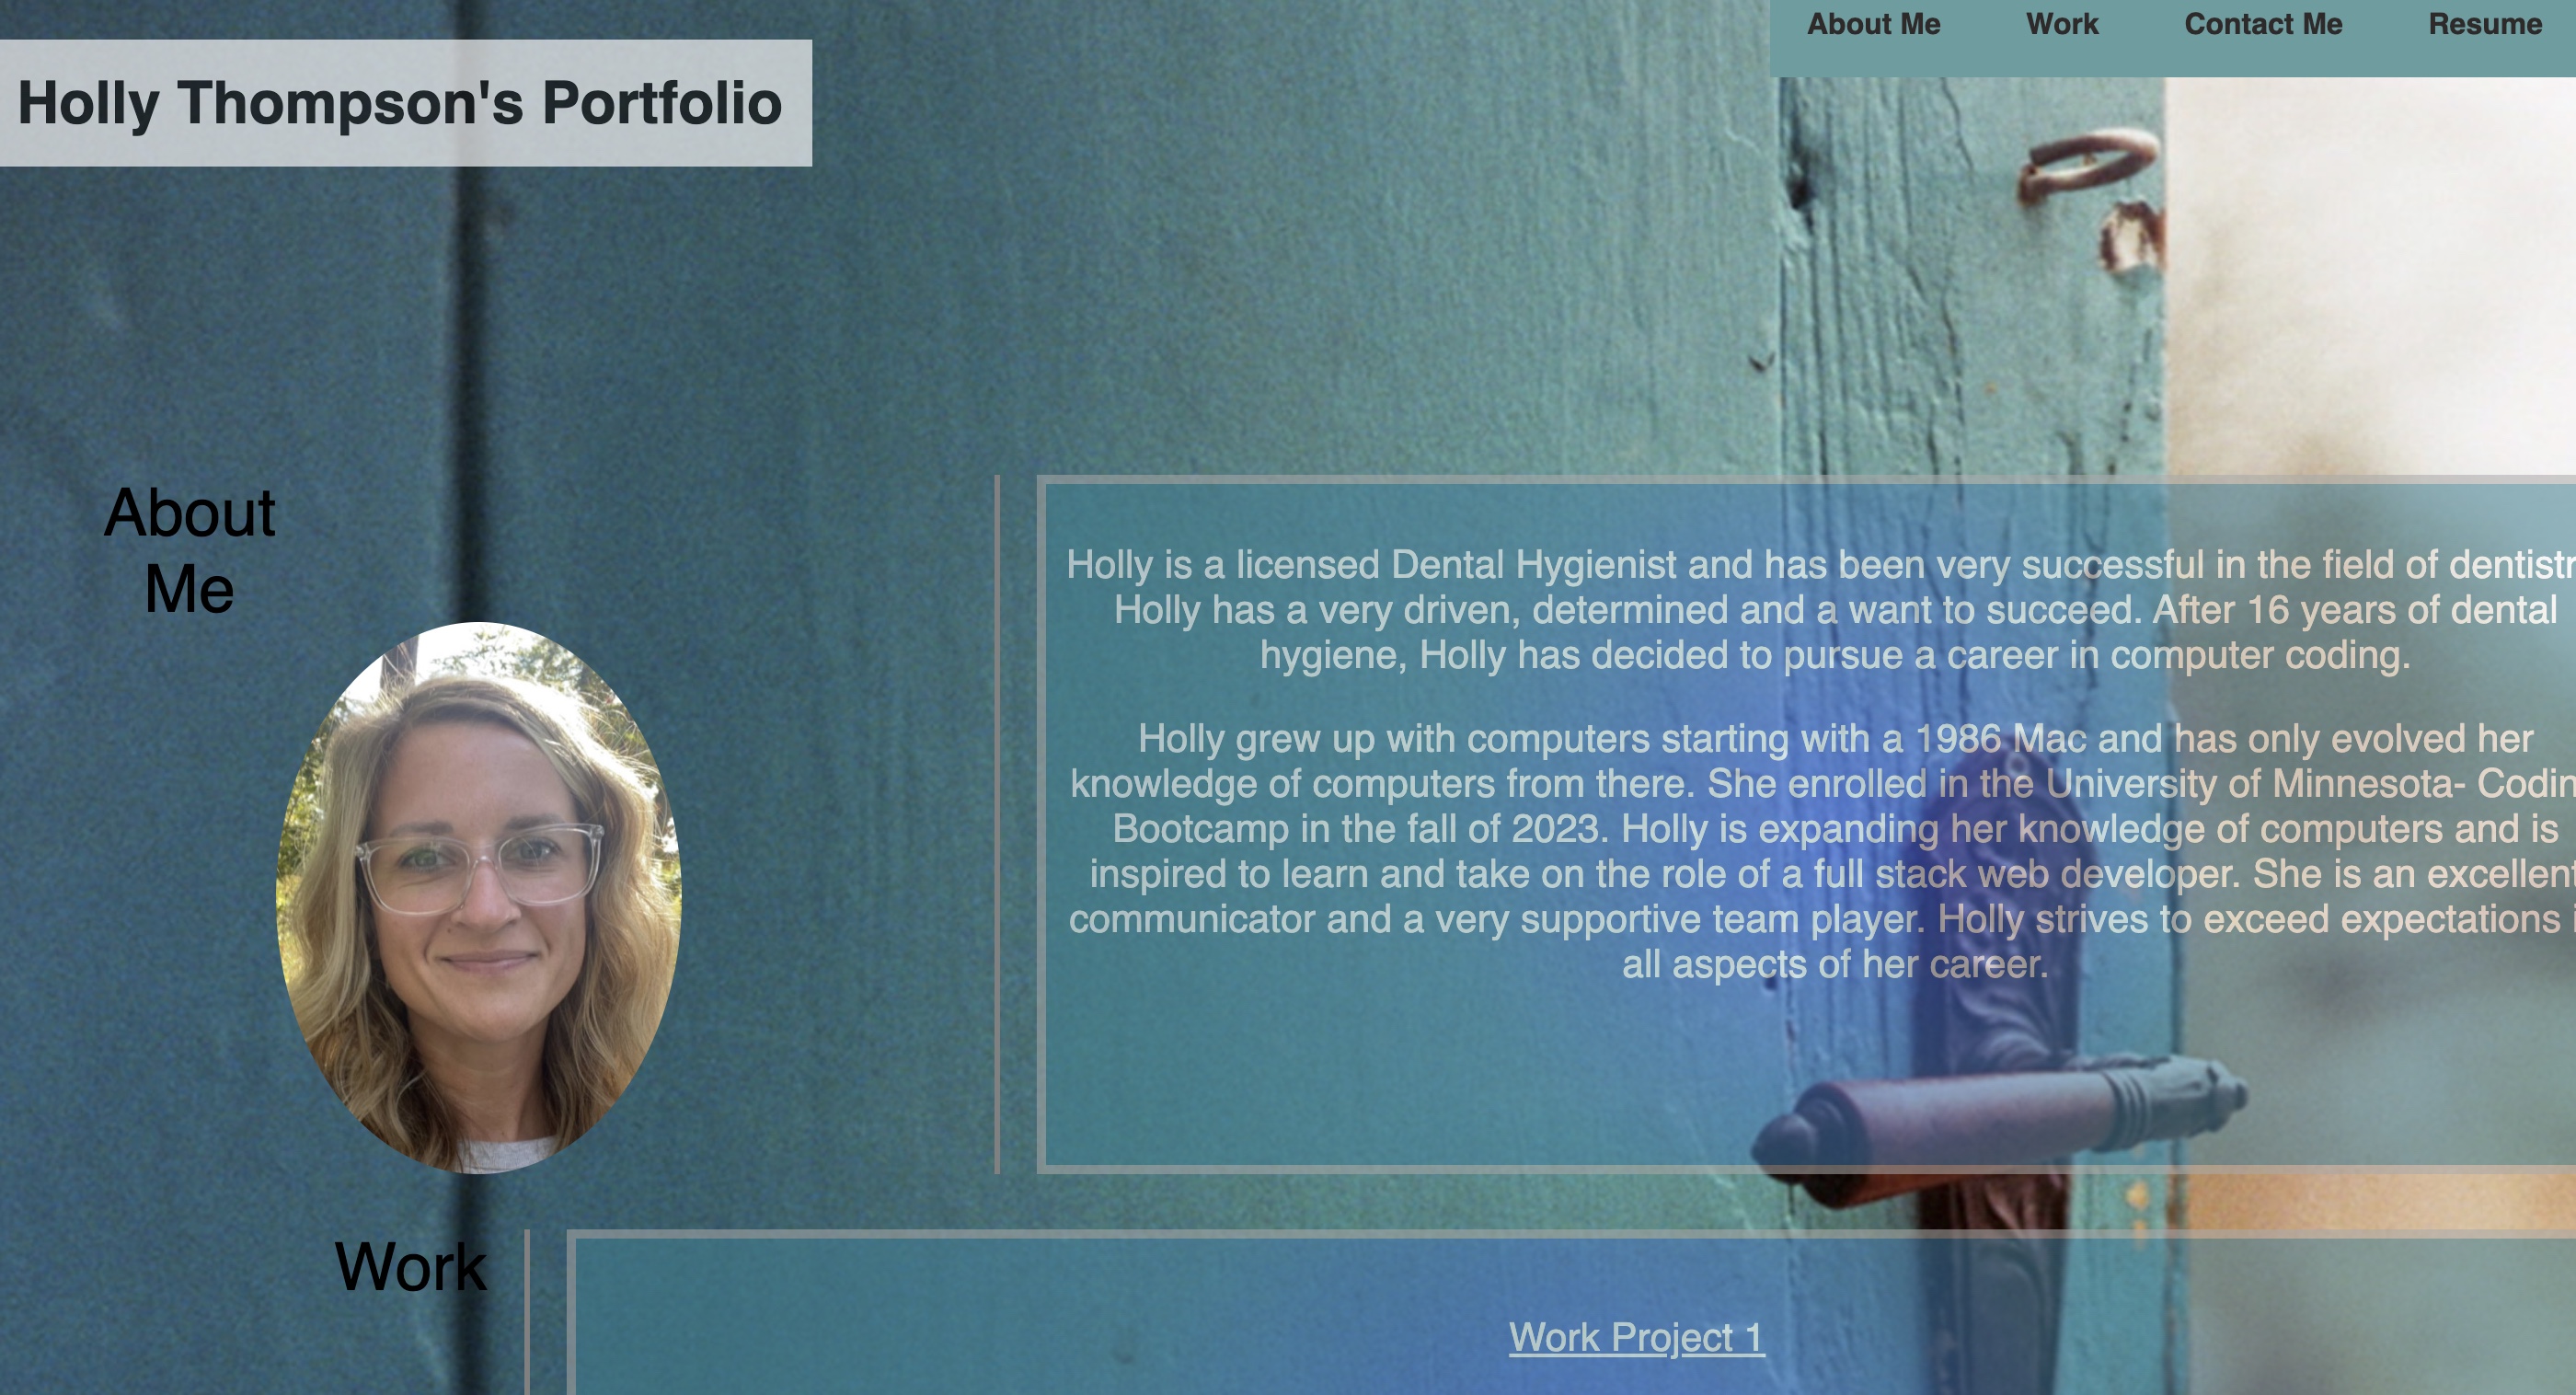 About Me Work Contact Me Resume
Holly Thompson's Portfolio
About
Me
Holly is a licensed Dental Hygienist and has been very successful in the field of dentistr
Holly has a very driven, determined and a want to succeed. After 16 years of dental
hygiene, Holly has decided to pursue a career in computer coding.
Holly grew up with computers starting with a 1986 Mac and has only evolved her
knowledge of computers from there. She enrolled in the University of Minnesota- Codin
Bootcamp in the fall of 2023. Holly is expanding her knowledge of computers and is
inspired to learn and take on the role of a full stack web developer. She is an excellent
communicator and a very supportive team player. Holly strives to exceed expectations i
all aspects of her career.
Work
Work Project 1